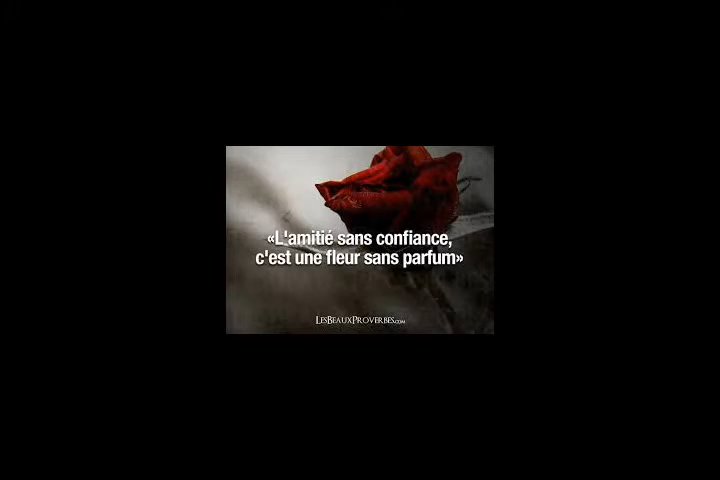 «L'amitié sans confiance,
c'est une fleur sans parfum»
LesBeauxProverbes.com